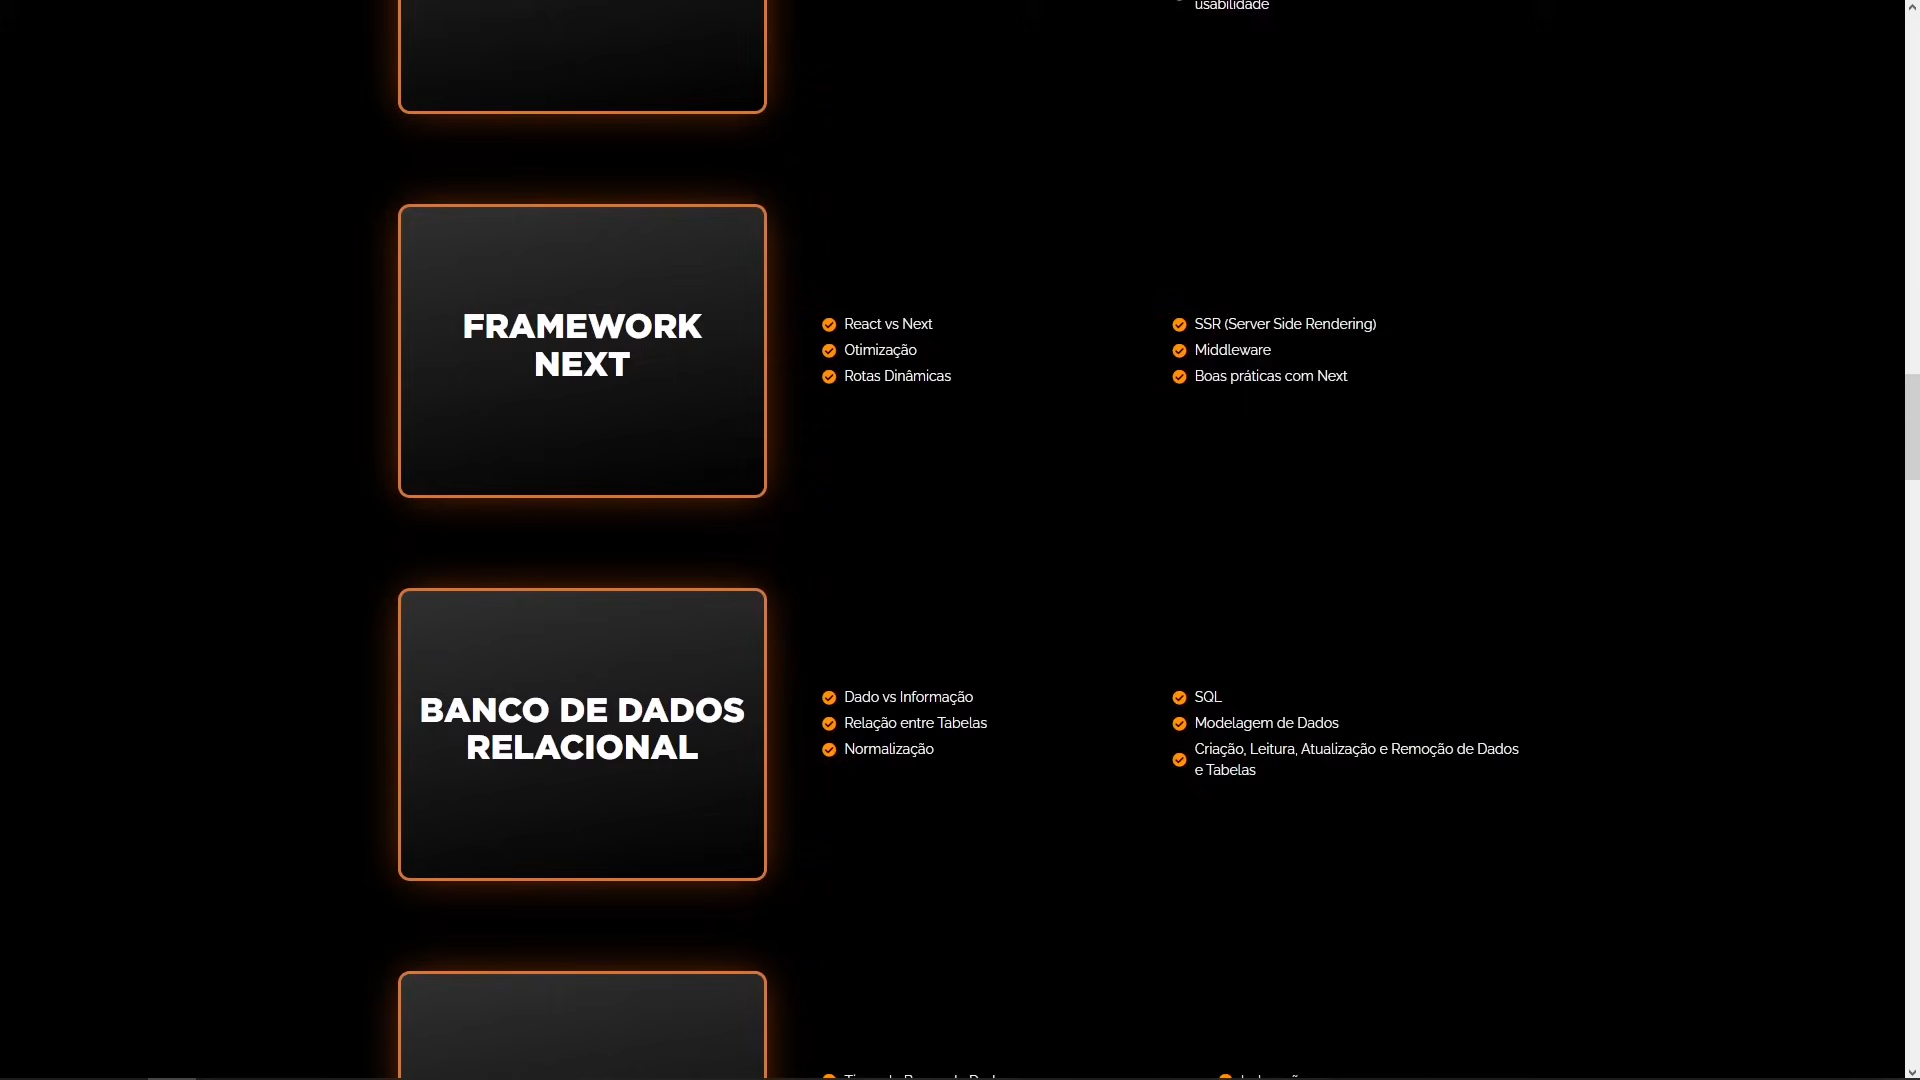 usabilidade
FRAMEWORK
NEXT
React vs Next
Otimização
Rotas Dinâmicas
SSR (Server Side Rendering)
Middleware
Boas práticas com Next
BANCO DE DADOS
RELACIONAL
Dado vs Informação
Relação entre Tabelas
Normalização
SQL
Modelagem de Dados
Criação, Leitura, Atualização e Remoção de Dados
e Tabelas